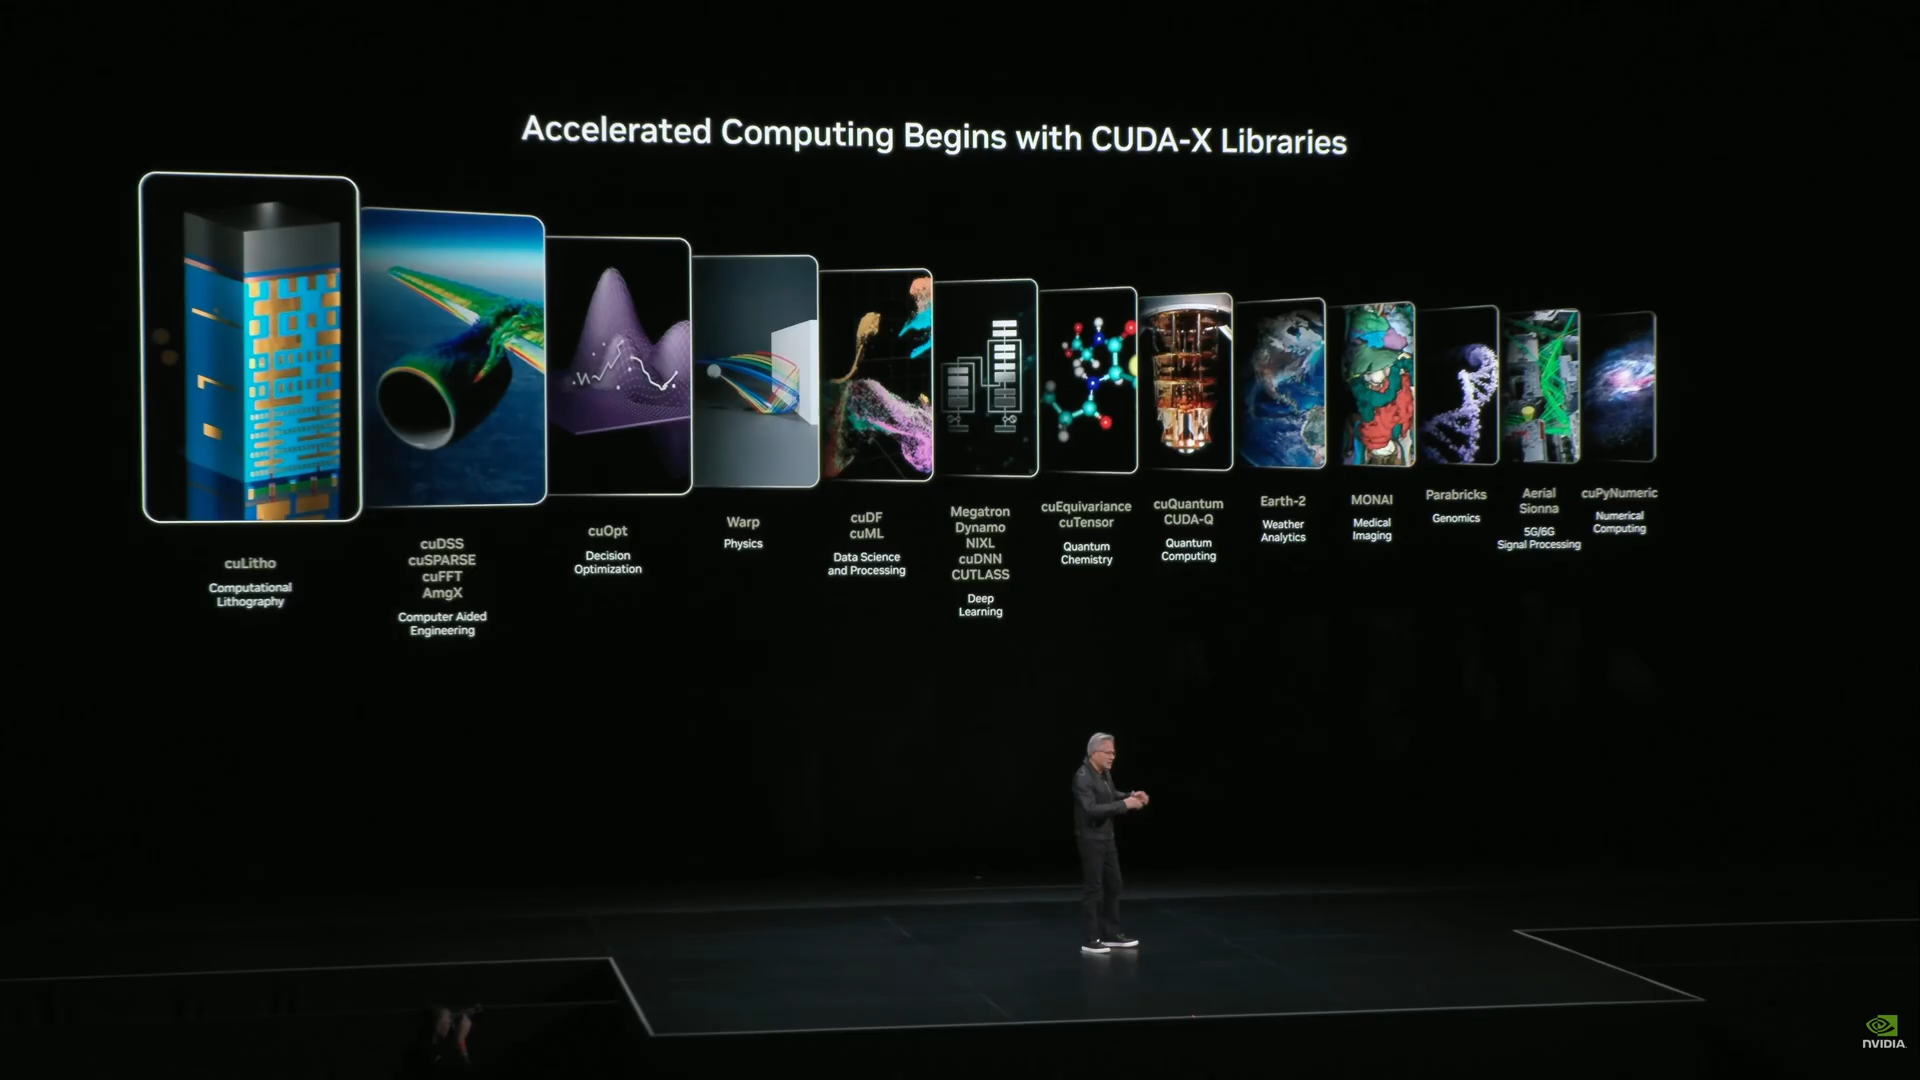 Accelerated Computing Begins with CUDA-X Libraries
cuLitho
Computational
Lithography
cuDSS
cuSPARSE
cuFFT
AmgX
Computer Aided
Engineering
cuOpt
Decision
Optimization
Warp
Physics
cuDF
cuML
Data Science
and Processing
Megatron
Dynamo
NIXL
cuDNN
CUTLASS
Deep
Learning
cuEquivariance
cuTensor
Quantum
Chemistry
cuQuantum
CUDA-Q
Quantum
Computing
Earth-2
Weather
Analytics
MONAI
Medical
Imaging
Parabricks
Genomics
Aerial
Sionna
5G/6G
Signal Processing
cuPyNumeric
Numerical
Computing
NVIDIA.